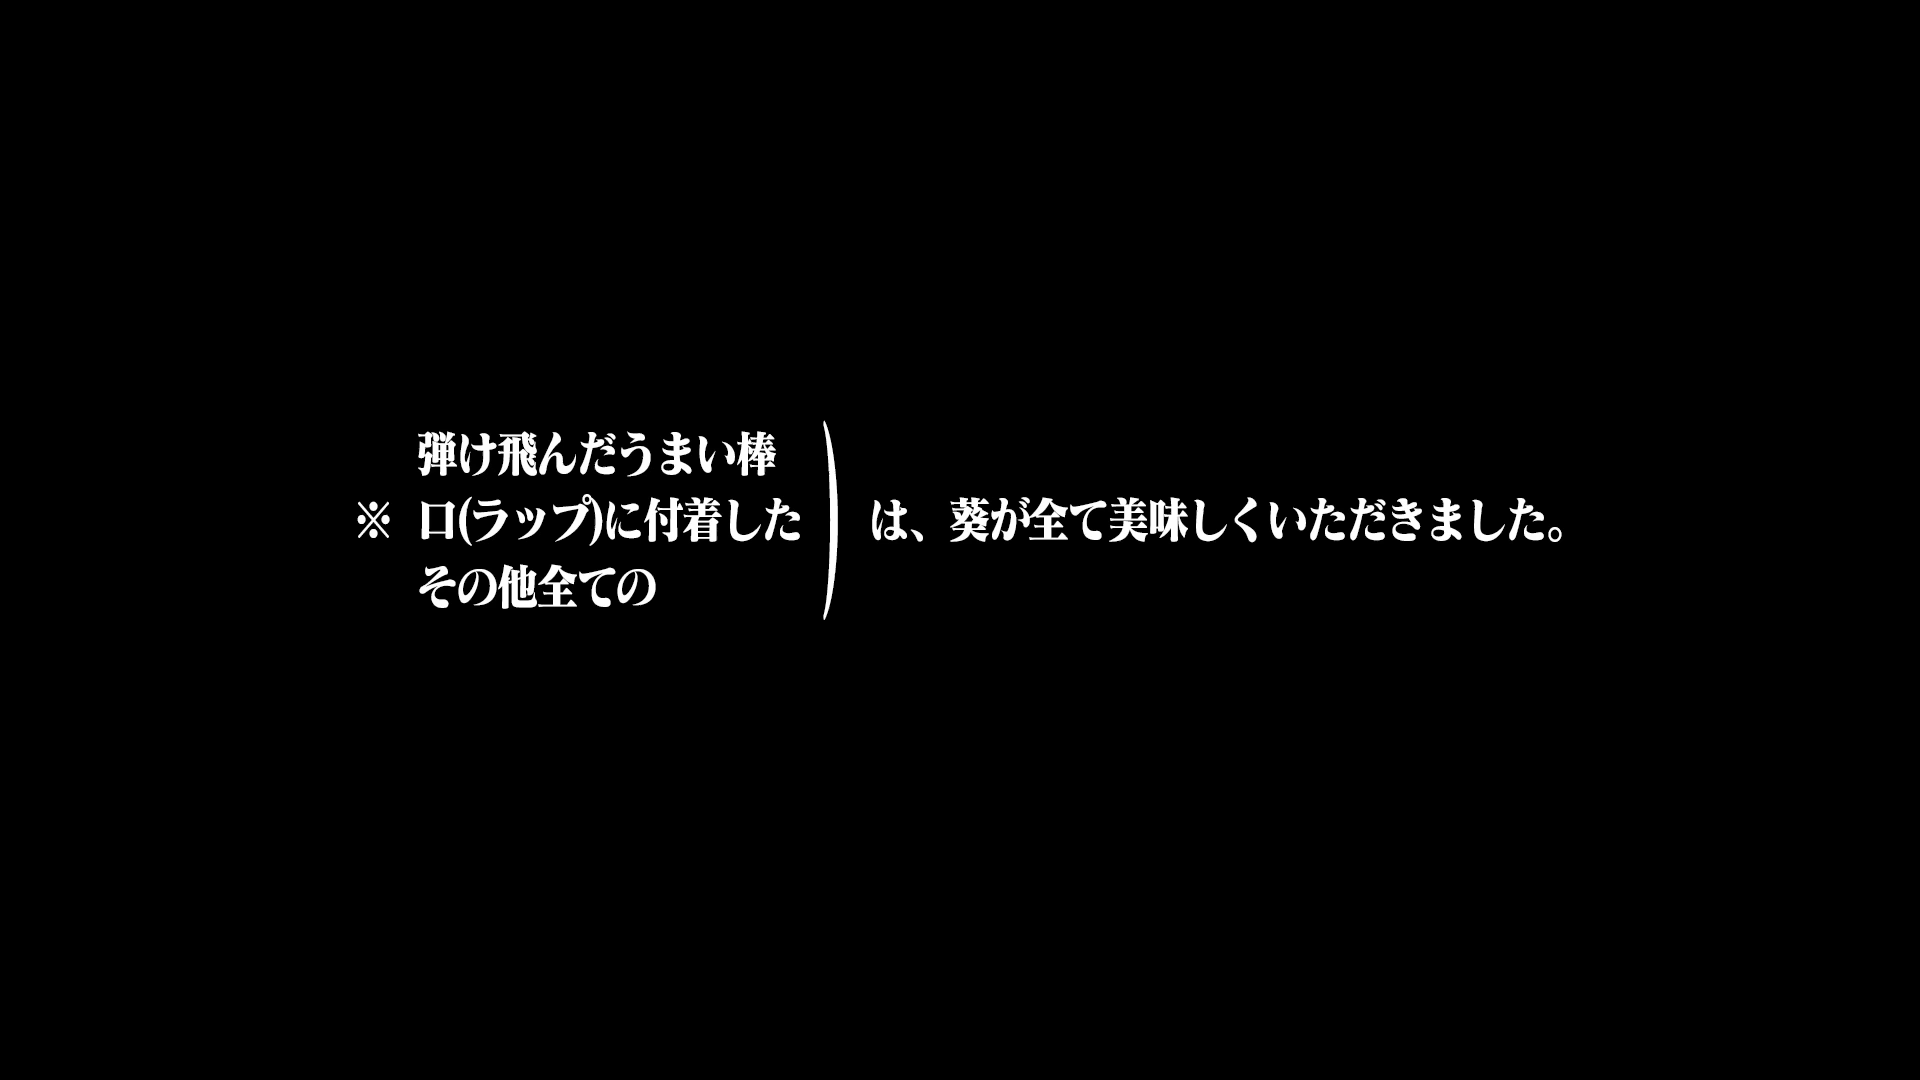 弾け飛んだうまい棒
※ 口(ラップ)に付着した ) は、葵が全て美味しくいただきました。
その他全ての